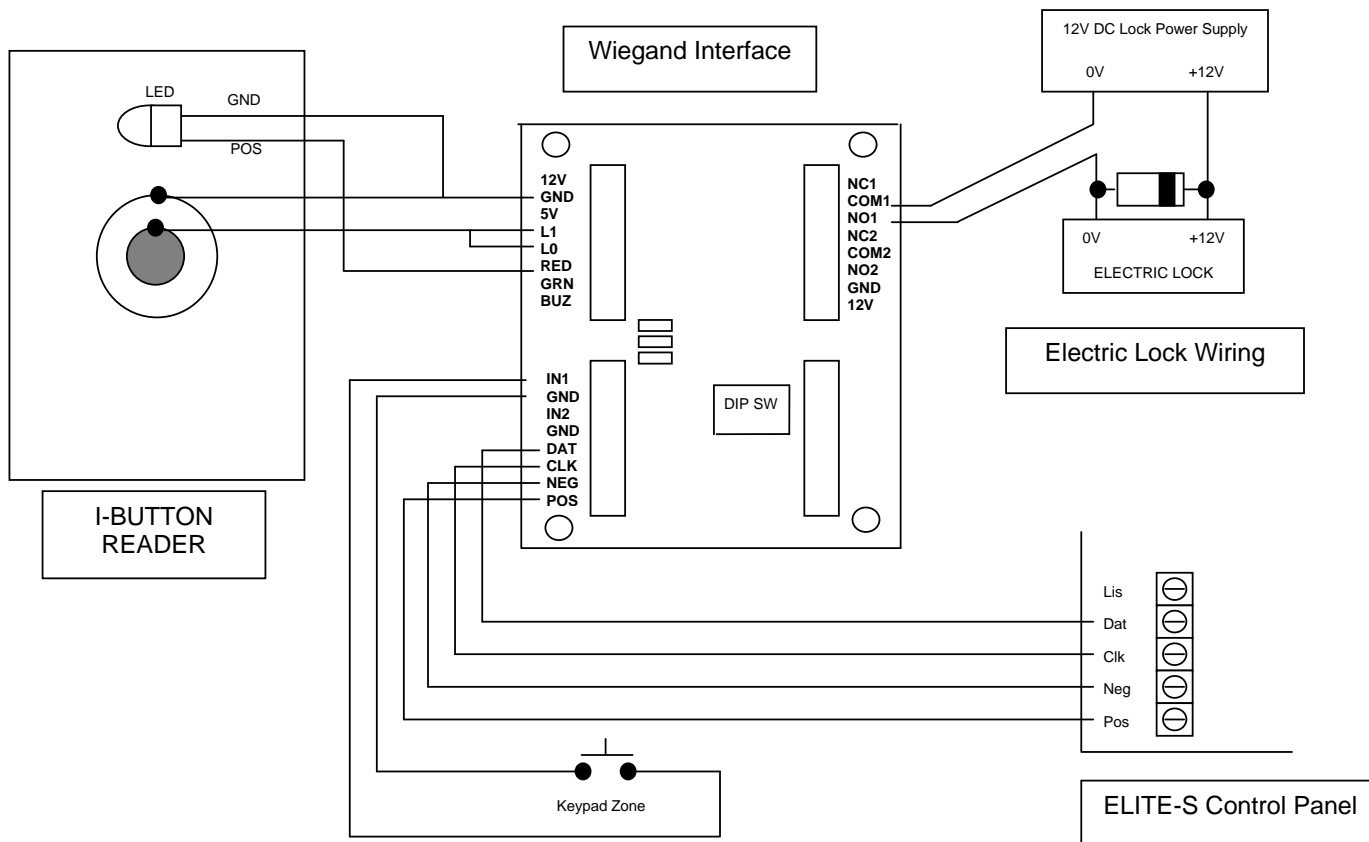 Wiegand Interface
12V DC Lock Power Supply
0V +12V
LED
GND
POS
12V
GND
5V
L1
L0
RED
GRN
BUZ
NC1
COM1
NO1
NC2
COM2
NO2
GND
12V
0V +12V
ELECTRIC LOCK
Electric Lock Wiring
IN1
GND
IN2
GND
DAT
CLK
NEG
POS
DIP SW
I-BUTTON
READER
Lis
Dat
Clk
Neg
Pos
Keypad Zone
ELITE-S Control Panel